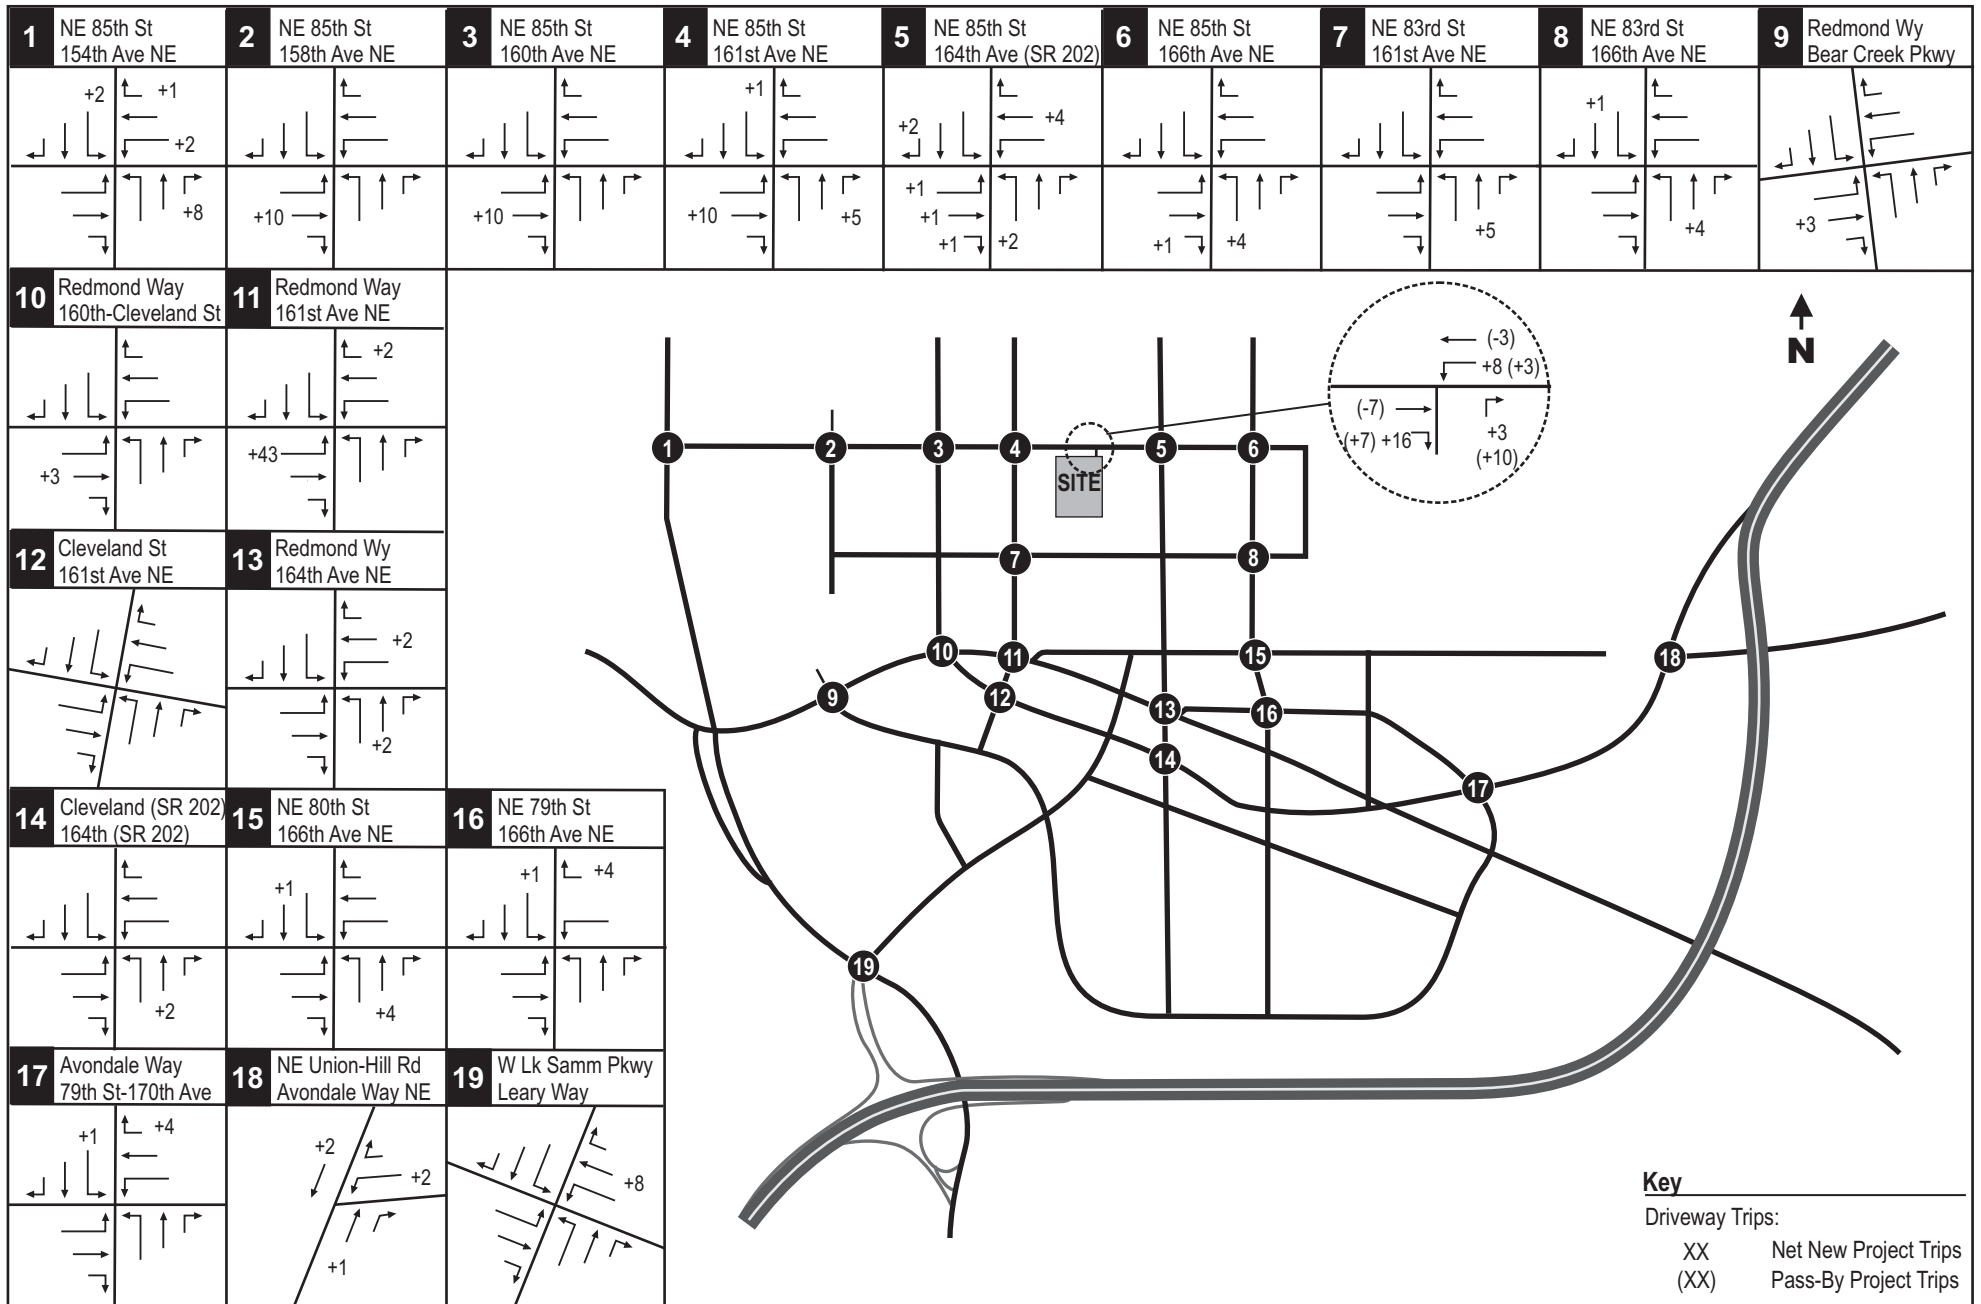 1
NE 85th St
154th Ave NE
+2
+1
+2
+8
2
NE 85th St
158th Ave NE
+10
3
NE 85th St
160th Ave NE
+10
4
NE 85th St
161st Ave NE
+1
+10
+5
5
NE 85th St
164th Ave (SR 202)
+2
+4
+1
+1
+1
+2
6
NE 85th St
166th Ave NE
+1
+4
7
NE 83rd St
161st Ave NE
+5
8
NE 83rd St
166th Ave NE
+1
+4
9
Redmond Wy
Bear Creek Pkwy
+3
10
Redmond Way
160th-Cleveland St
+3
11
Redmond Way
161st Ave NE
+2
+43
12
Cleveland St
161st Ave NE
13
Redmond Wy
164th Ave NE
+2
+2
14
Cleveland (SR 202)
164th (SR 202)
+2
15
NE 80th St
166th Ave NE
+1
+4
16
NE 79th St
166th Ave NE
+1
+4
17
Avondale Way
79th St-170th Ave
+1
+4
18
NE Union-Hill Rd
Avondale Way NE
+2
+2
+1
19
W Lk Samm Pkwy
Leary Way
+8
N
(-3)
+8 (+3)
(-7)
(+7) +16
+3
(+10)
1
2
3
4
5
6
SITE
7
8
9
10
11
12
13
14
15
16
17
18
19
Key
Driveway Trips:
XX Net New Project Trips
(XX) Pass-By Project Trips